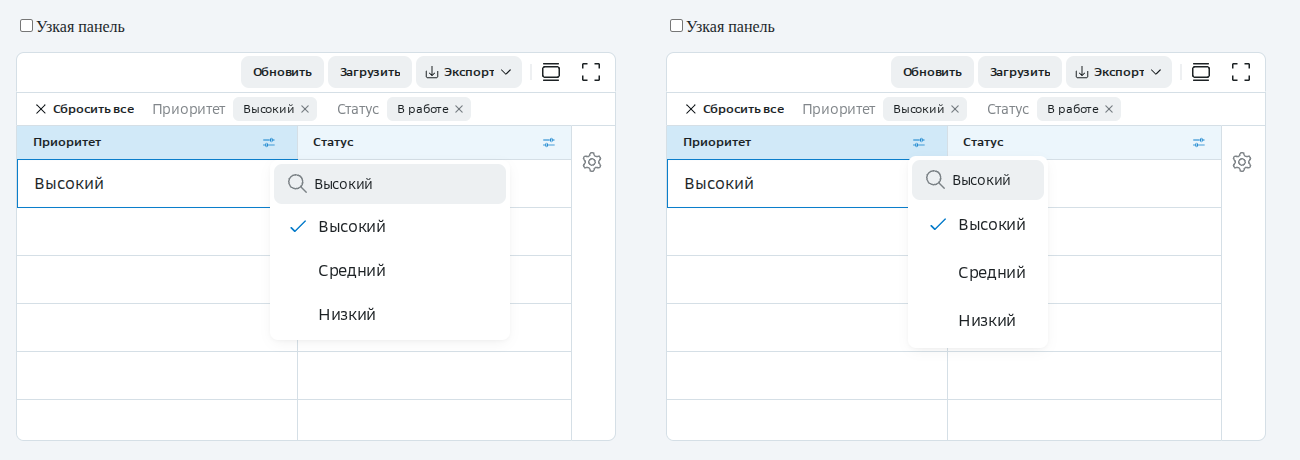 Узкая панель
Обновить Загрузить Экспорт
Сбросить все Приоритет Высокий Статус В работе
Приоритет Статус
Высокий
Высокий
Высокий
Средний
Низкий
Узкая панель
Обновить Загрузить Экспорт
Сбросить все Приоритет Высокий Статус В работе
Приоритет Статус
Высокий
Высокий
Высокий
Средний
Низкий